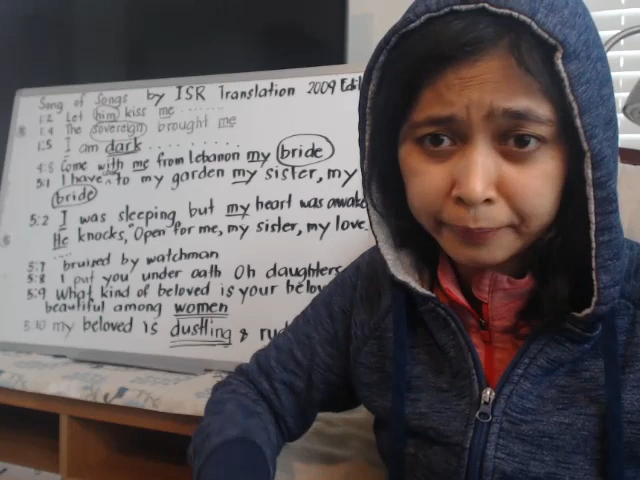 Song of Songs by ISR Translation 2009 Edi
1:2 Let him kiss me ........
1:4 The sovereign brought me
1:5 I am dark ..........
4:8 Come with me from lebanon my bride
5:1 I have to my garden my sister, my
bride
5:2 I was sleeping, but my heart was awake
He knocks, "Open for me, my sister, my love.
5:7 bruised by watchman
5:8 I put you under oath Oh daughters
5:9 What kind of beloved is your belov
beautiful among women
5:10 my beloved is dustling &